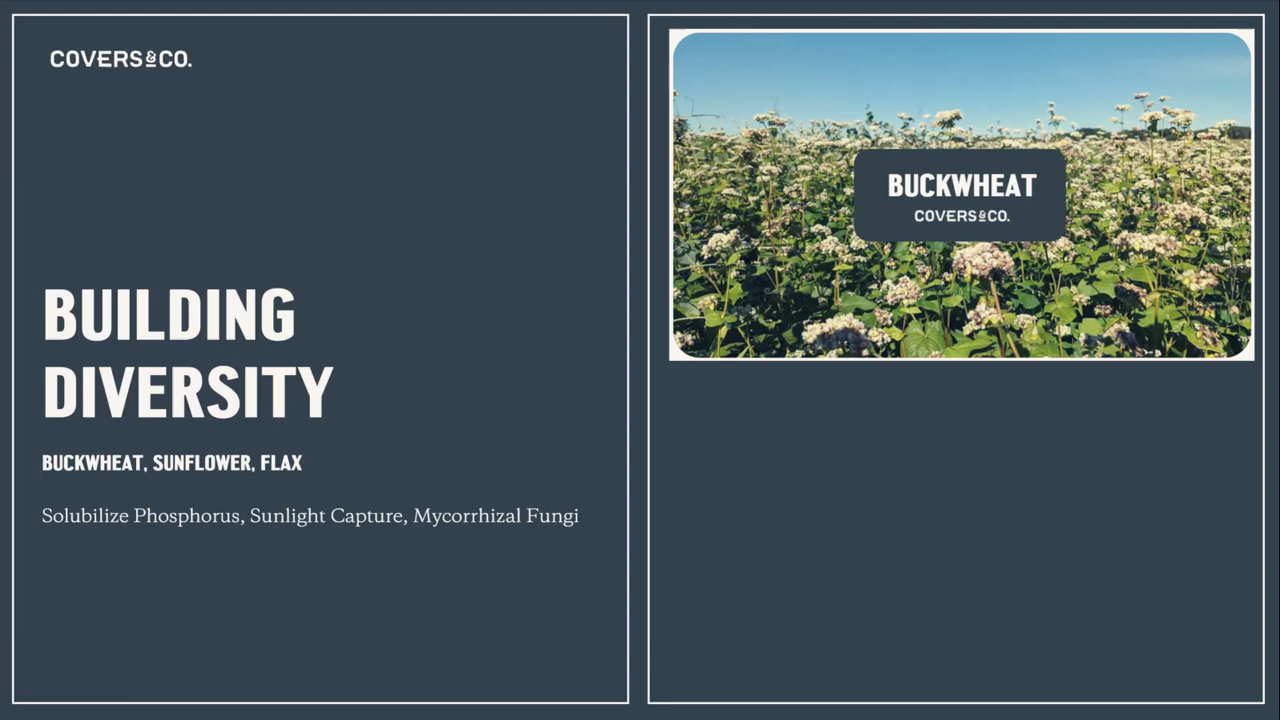 COVERS&CO.
BUILDING
DIVERSITY
BUCKWHEAT, SUNFLOWER, FLAX
Solubilize Phosphorus, Sunlight Capture, Mycorrhizal Fungi
BUCKWHEAT
COVERS&CO.